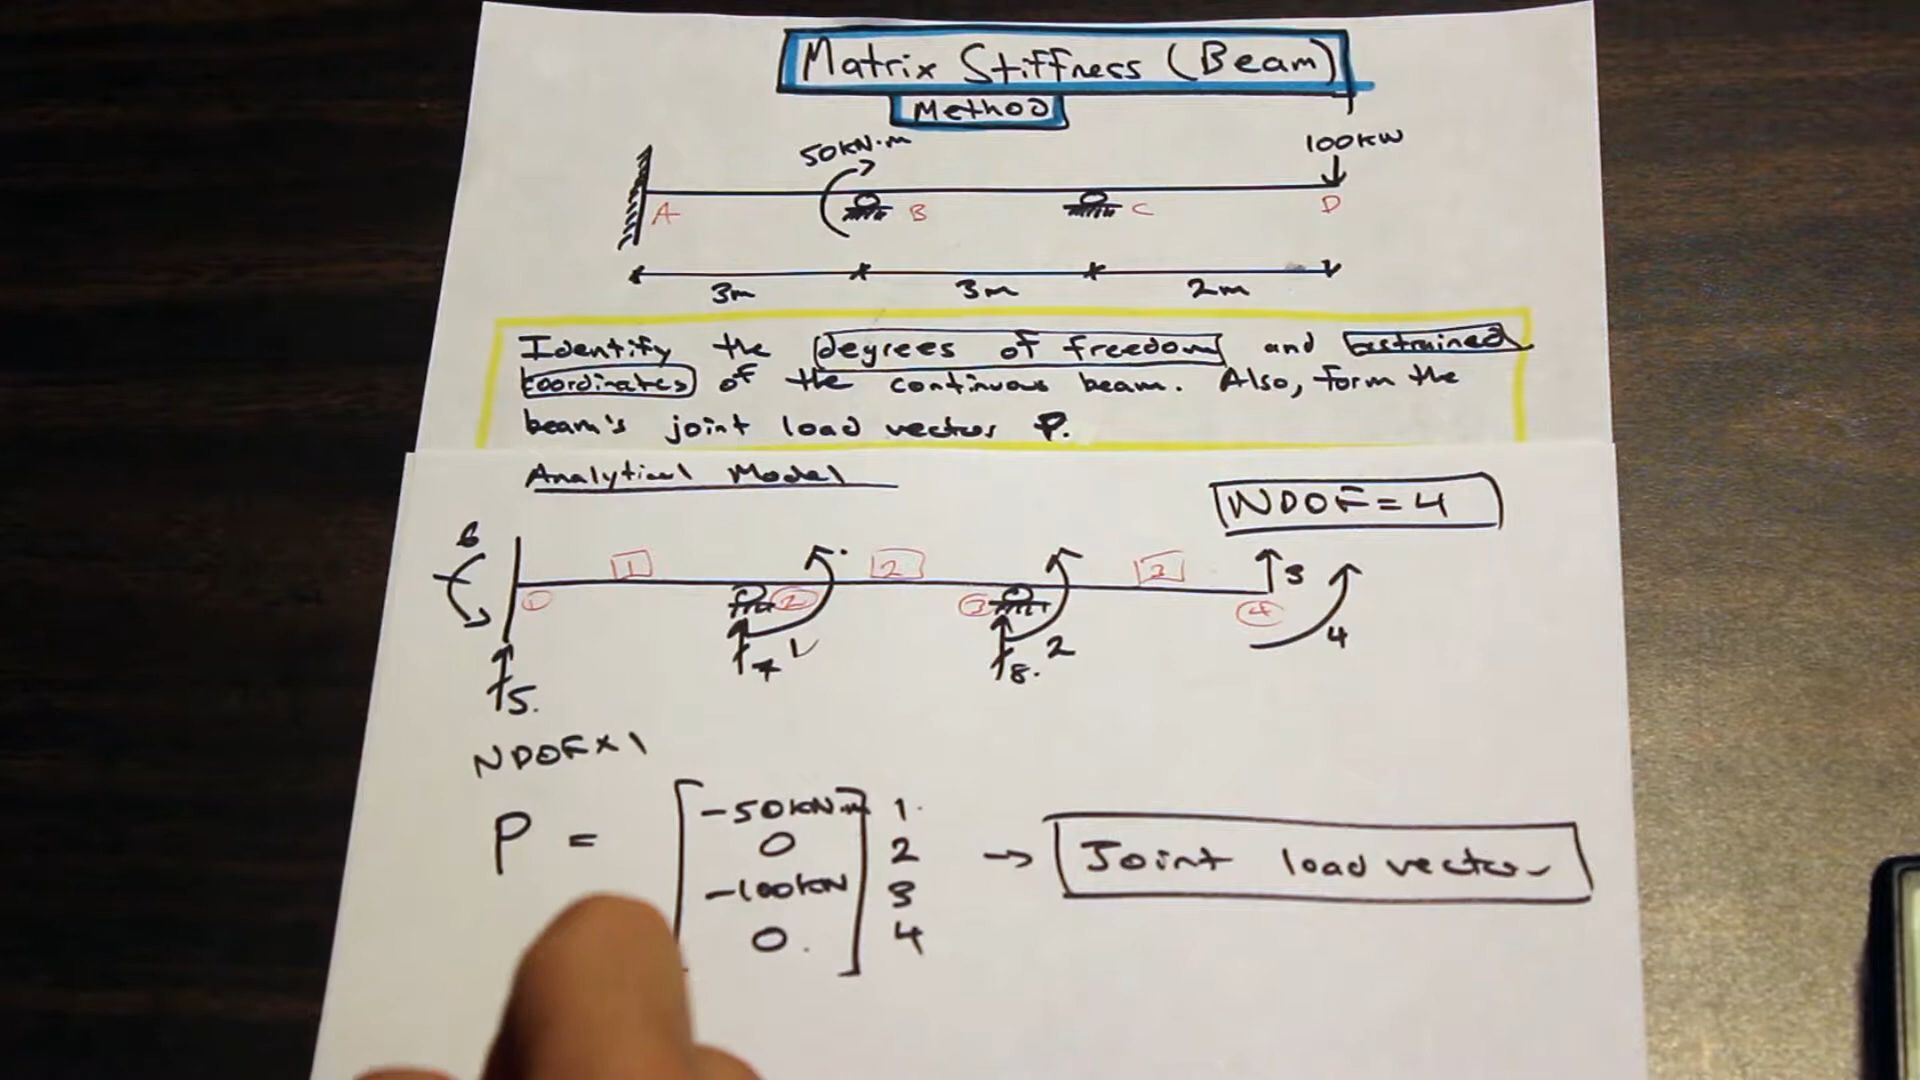 Matrix Stiffness (Beam)
Method
50KN·m
100KN
A B C D
3m 3m 2m
Identify the degrees of freedom and restrained
coordinates of the continuous beam. Also, form the
beam's joint load vector P.
Analytical Model
NDOF=4
6 1 2 3 3
1 2 3 4 4
7 1 8. 2
5.
NDOF×1
P = -50KN·m 1.
0 2
-100KN 3
0. 4
→ Joint load vector